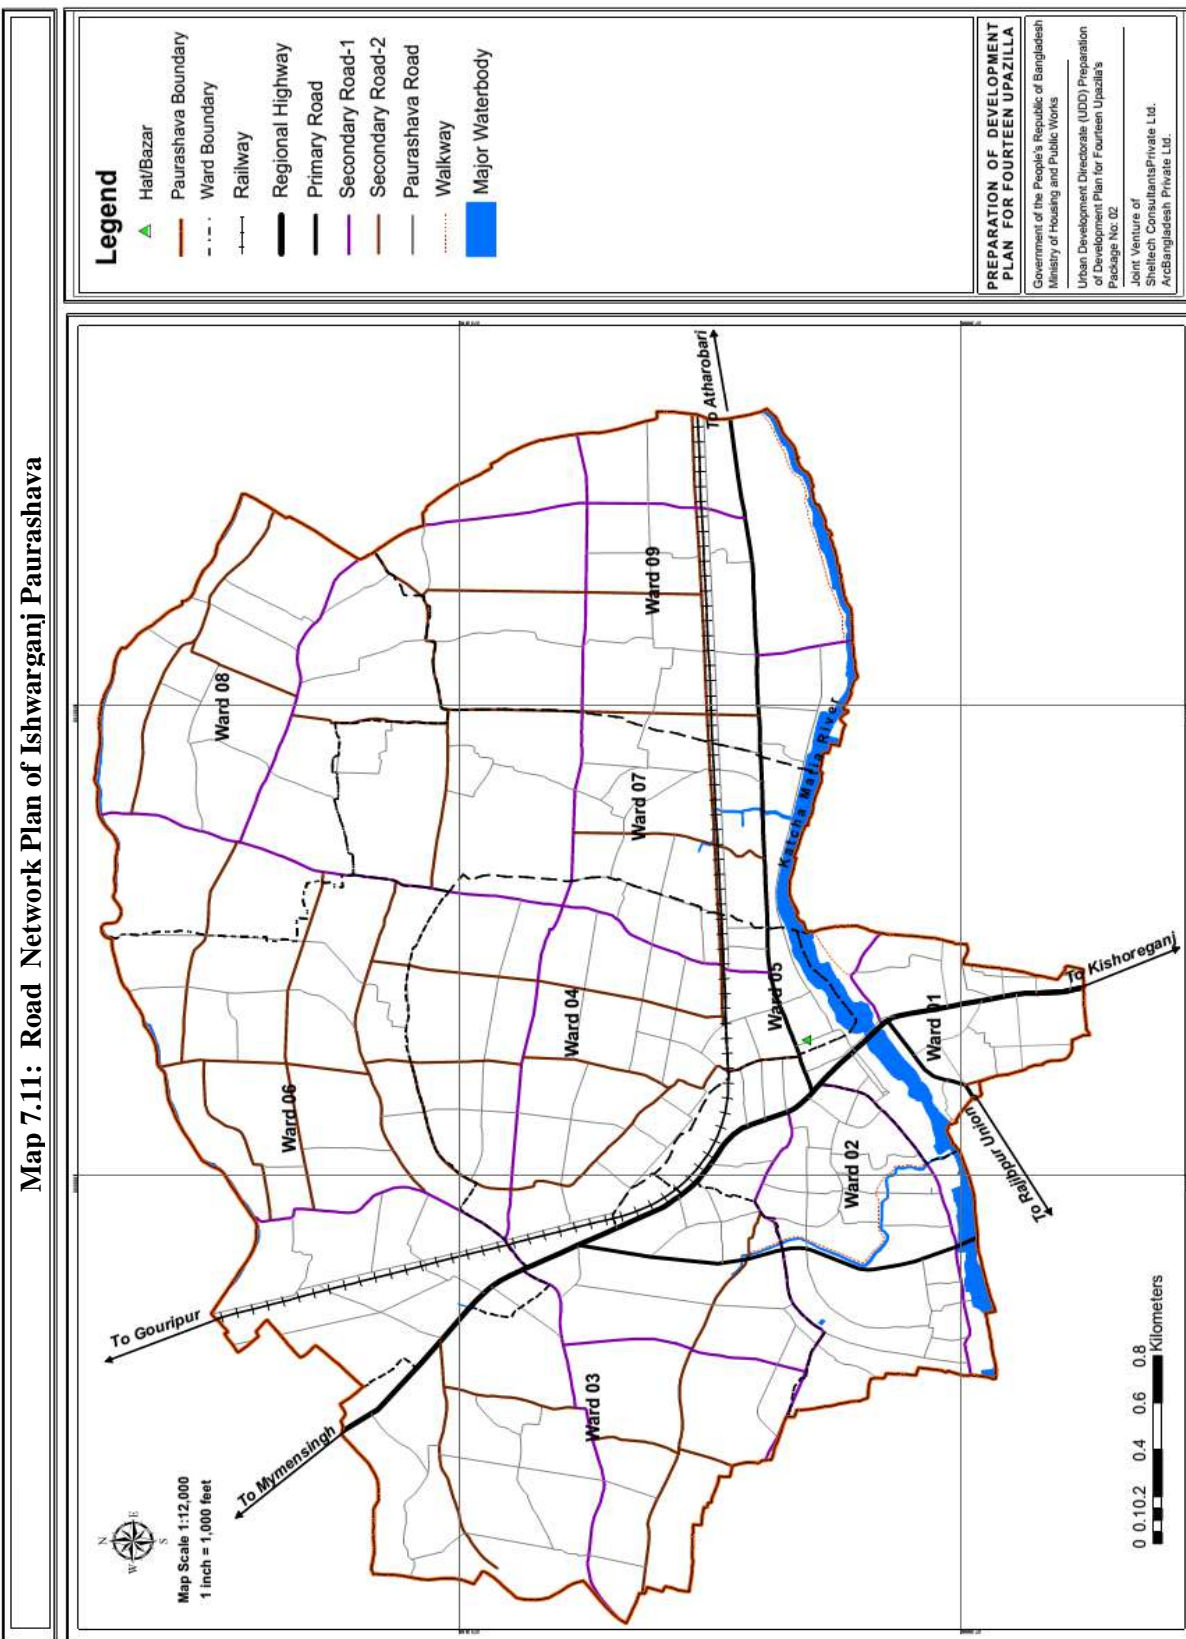 Map 7.11: Road Network Plan of Ishwarganj Paurashava
N
W
E
S
Map Scale 1:12,000
1 inch = 1,000 feet
To Gouripur
To Mymensingh
To Atharobari
To Kishoreganj
To Rajibpur Union
Ward 08
Ward 06
Ward 09
Ward 07
Ward 04
Ward 05
Ward 03
Ward 02
Ward 01
Katcha Matia River
0 0.10.2 0.4 0.6 0.8
Kilometers
Legend
Hat/Bazar
Paurashava Boundary
Ward Boundary
Railway
Regional Highway
Primary Road
Secondary Road-1
Secondary Road-2
Paurashava Road
Walkway
Major Waterbody
PREPARATION OF DEVELOPMENT
PLAN FOR FOURTEEN UPAZILLA
Government of the People's Republic of Bangladesh
Ministry of Housing and Public Works
Urban Development Directorate (UDD) Preparation
of Development Plan for Fourteen Upazila's
Package No: 02
Joint Venture of
Sheltech ConsultantsPrivate Ltd.
ArcBangladesh Private Ltd.